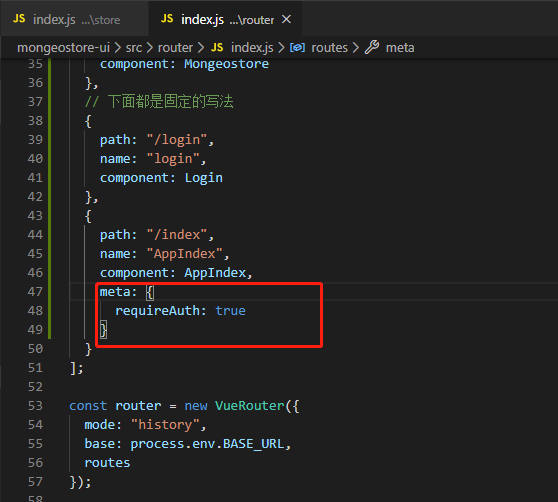 JS index.js ...\store
JS index.js ...\router ×
mongeostore-ui > src > router > JS index.js > routes > meta
35 component: Mongeostore
36 },
37 // 下面都是固定的写法
38 {
39 path: "/login",
40 name: "login",
41 component: Login
42 },
43 {
44 path: "/index",
45 name: "AppIndex",
46 component: AppIndex,
47 meta: {
48 requireAuth: true
49 }
50 }
51 ];
52
53 const router = new VueRouter({
54 mode: "history",
55 base: process.env.BASE_URL,
56 routes
57 });
58